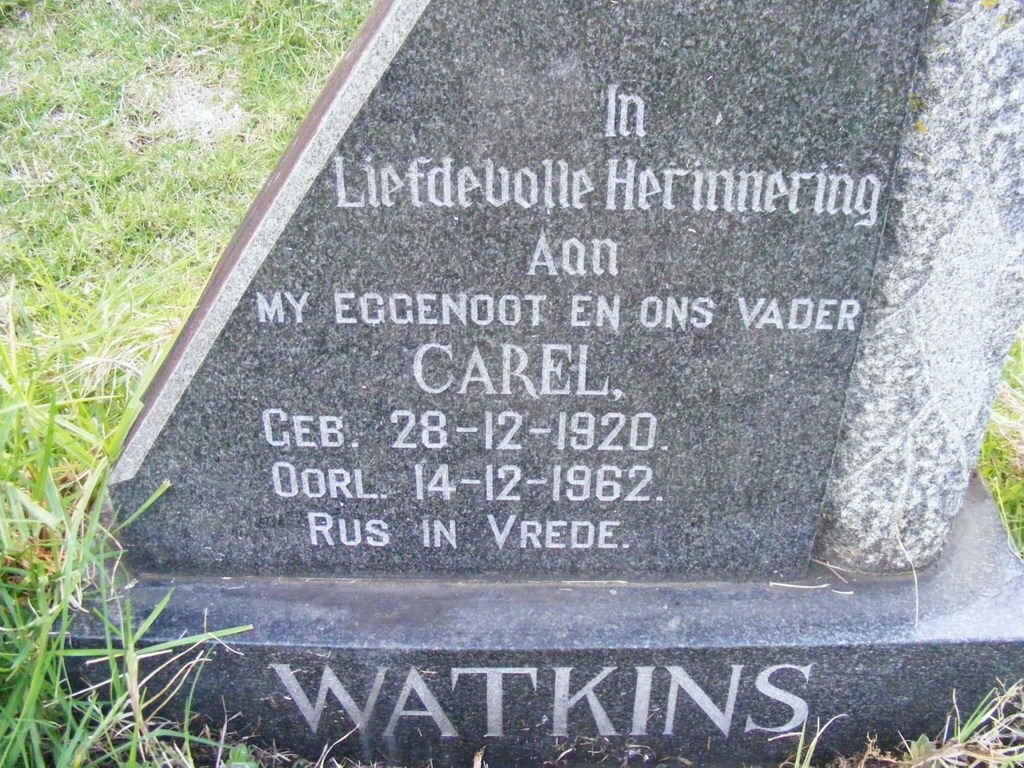 In
Liefdevolle Herinnering
Aan
MY EGGENOOT EN ONS VADER
CAREL,
GEB. 28-12-1920.
OORL. 14-12-1962.
RUS IN VREDE.
WATKINS